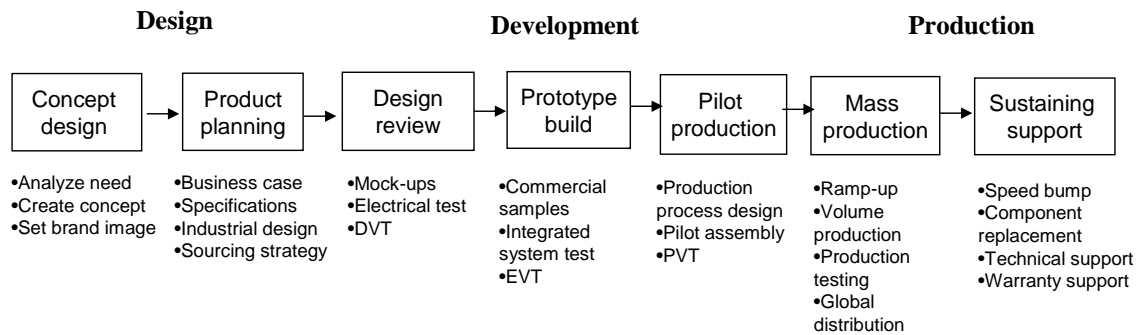 Design
Development
Production
Concept
design
Product
planning
Design
review
Prototype
build
Pilot
production
Mass
production
Sustaining
support
•Analyze need
•Create concept
•Set brand image
•Business case
•Specifications
•Industrial design
•Sourcing strategy
•Mock-ups
•Electrical test
•DVT
•Commercial
samples
•Integrated
system test
•EVT
•Production
process design
•Pilot assembly
•PVT
•Ramp-up
•Volume
production
•Production
testing
•Global
distribution
•Speed bump
•Component
replacement
•Technical support
•Warranty support